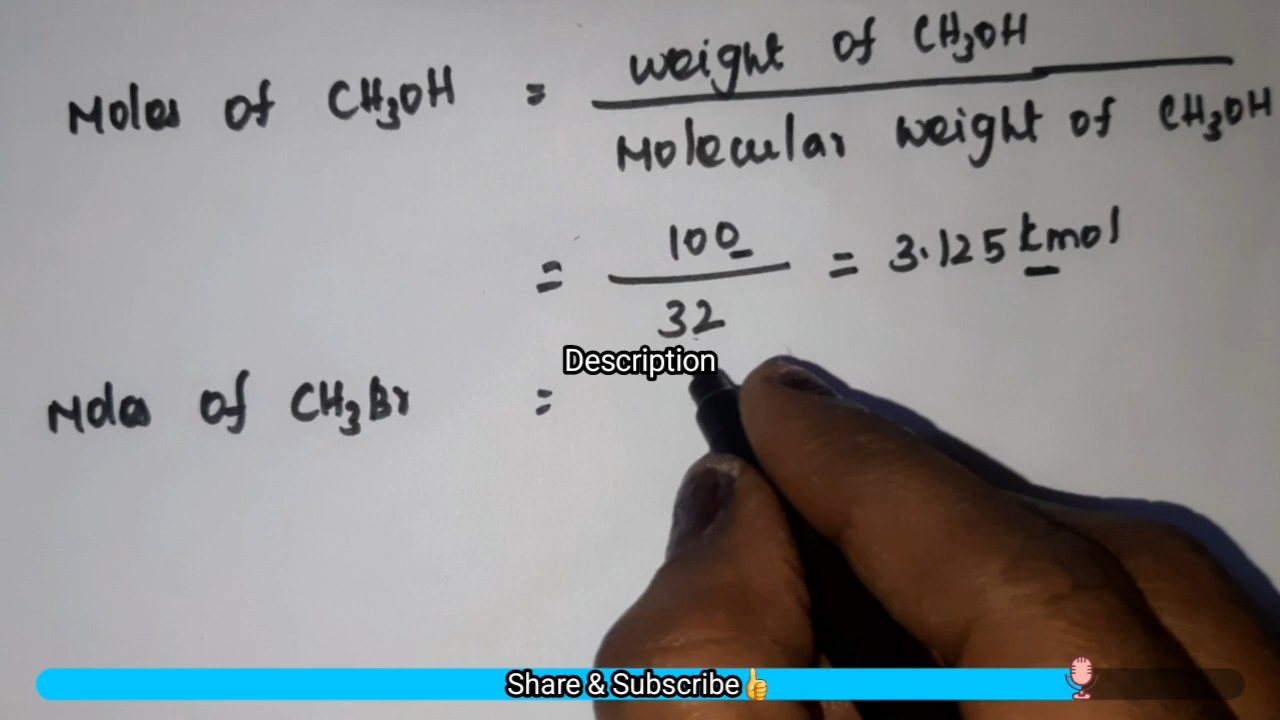 weight of CH3OH
Moles of CH3OH =
Molecular weight of CH3OH
= 100 = 3.125 kmol
32
Description
Moles of CH3Br =
Share & Subscribe👍